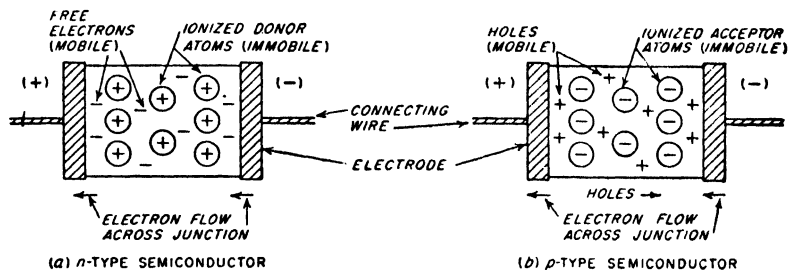 FREE
ELECTRONS
(MOBILE)
IONIZED DONOR
ATOMS (IMMOBILE)
(+)
(−)
HOLES
(MOBILE)
IONIZED ACCEPTOR
ATOMS (IMMOBILE)
(+)
(−)
CONNECTING
WIRE
ELECTRODE
ELECTRON FLOW
ACROSS JUNCTION
HOLES
ELECTRON FLOW
ACROSS JUNCTION
(a) n-TYPE SEMICONDUCTOR
(b) p-TYPE SEMICONDUCTOR